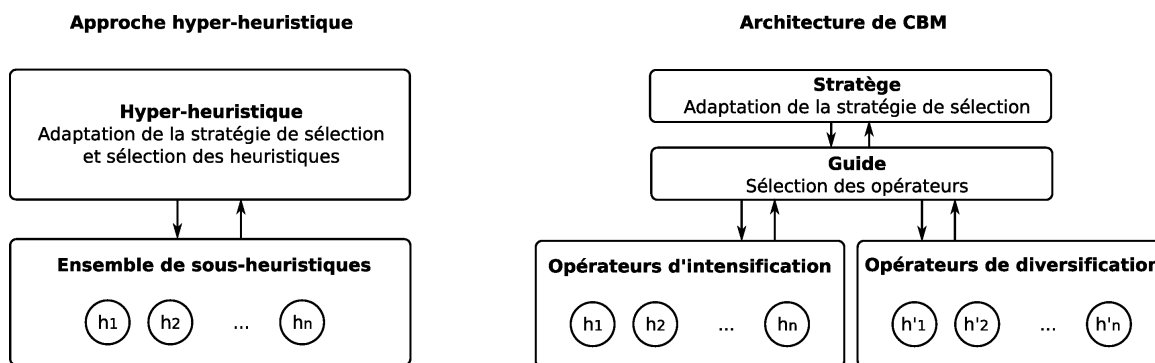 Approche hyper-heuristique
Hyper-heuristique
Adaptation de la stratégie de sélection
et sélection des heuristiques
Ensemble de sous-heuristiques
h1 h2 ... hn
Architecture de CBM
Stratège
Adaptation de la stratégie de sélection
Guide
Sélection des opérateurs
Opérateurs d'intensification
h1 h2 ... hn
Opérateurs de diversification
h'1 h'2 ... h'n